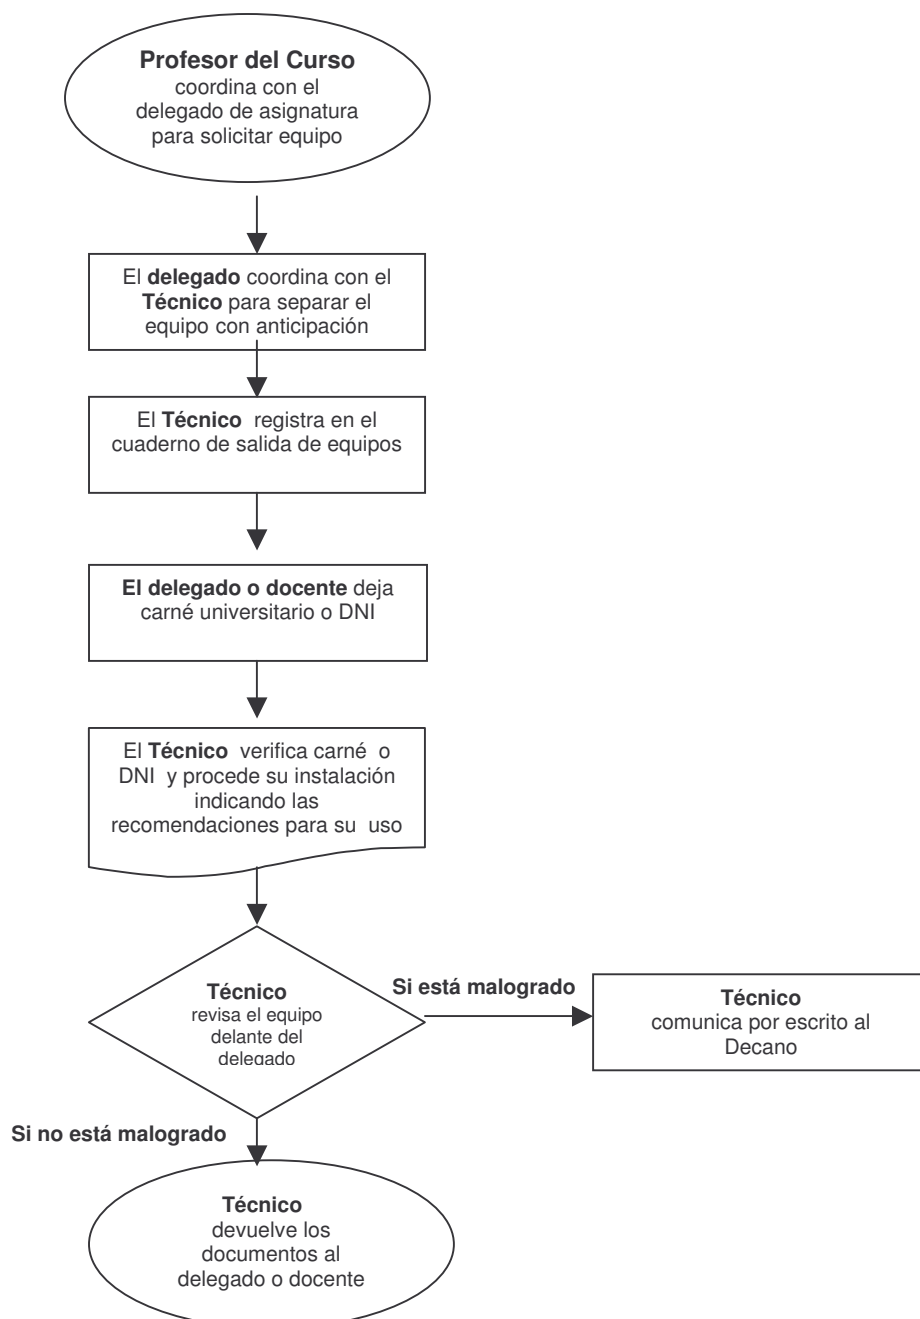 Profesor del Curso
coordina con el
delegado de asignatura
para solicitar equipo
El delegado coordina con el
Técnico para separar el
equipo con anticipación
El Técnico registra en el
cuaderno de salida de equipos
El delegado o docente deja
carné universitario o DNI
El Técnico verifica carné o
DNI y procede su instalación
indicando las
recomendaciones para su uso
Técnico
revisa el equipo
delante del
delegado
Si está malogrado
Técnico
comunica por escrito al
Decano
Si no está malogrado
Técnico
devuelve los
documentos al
delegado o docente